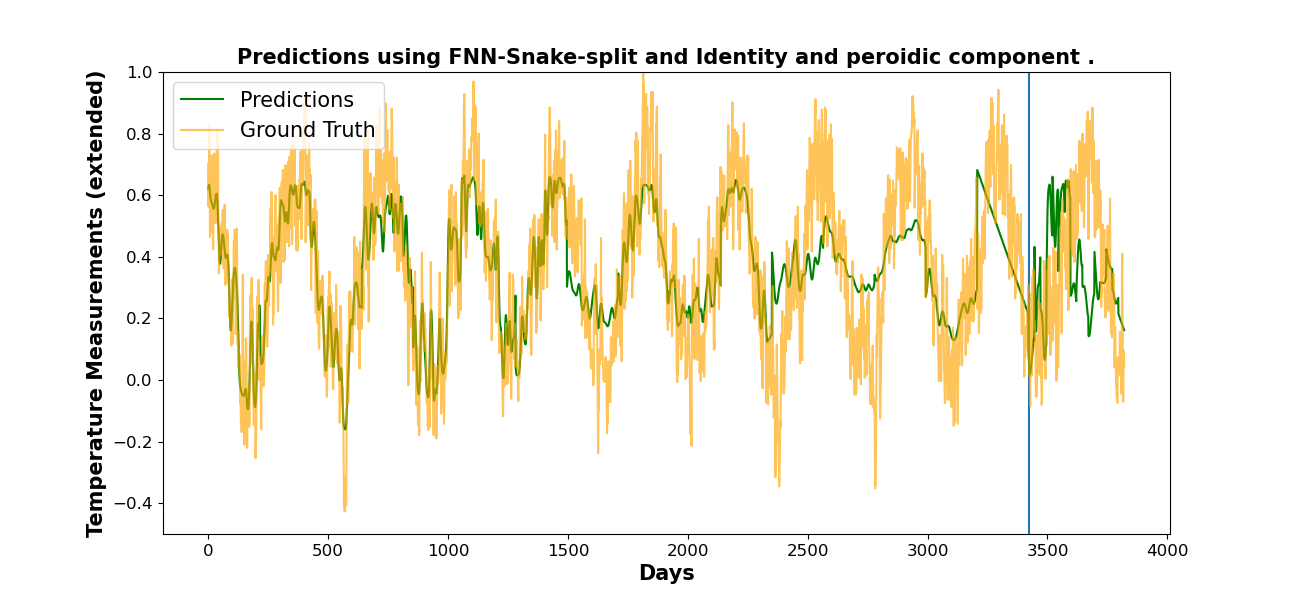 Predictions using FNN-Snake-split and Identity and peroidic component .
Temperature Measurements (extended)
1.0
0.8
0.6
0.4
0.2
0.0
−0.2
−0.4
Predictions
Ground Truth
0 500 1000 1500 2000 2500 3000 3500 4000
Days